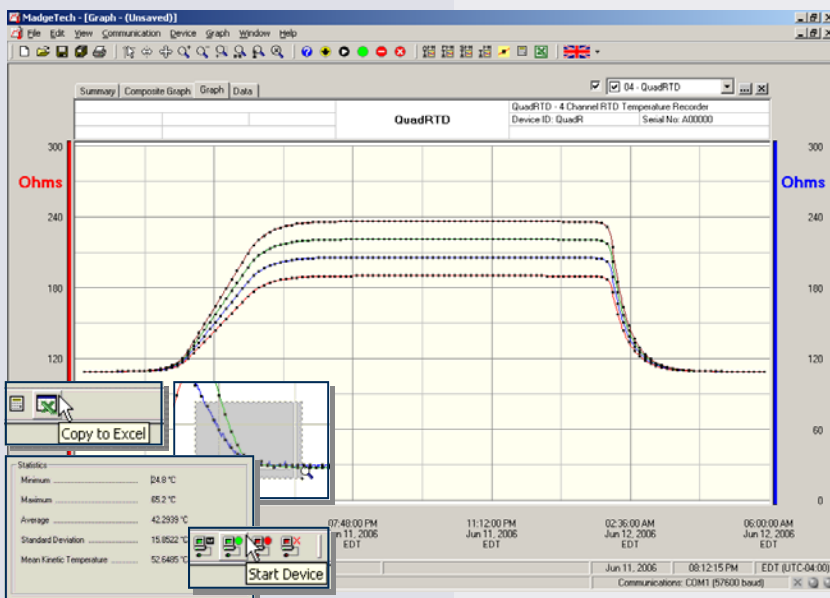 MadgeTech - [Graph - (Unsaved)]
File Edit View Communication Device Graph Window Help
Summary Composite Graph Graph Data
04 - QuadRTD
QuadRTD
QuadRTD - 4 Channel RTD Temperature Recorder
Device ID: QuadR Serial No: A00000
300
300
Ohms
Ohms
240
240
180
180
120
120
60
0
Copy to Excel
Statistics
Minimum 24.8 °C
Maximum 65.2 °C
Average 42.2939 °C
Standard Deviation 15.8522 °C
Mean Kinetic Temperature 52.6485 °C
Start Device
07:48:00 PM
n 11, 2006
EDT
11:12:00 PM
Jun 11, 2006
EDT
02:36:00 AM
Jun 12, 2006
EDT
06:00:00 AM
Jun 12, 2006
EDT
Jun 11, 2006 08:12:15 PM EDT (UTC-04:00)
Communications: COM1 (57600 baud)